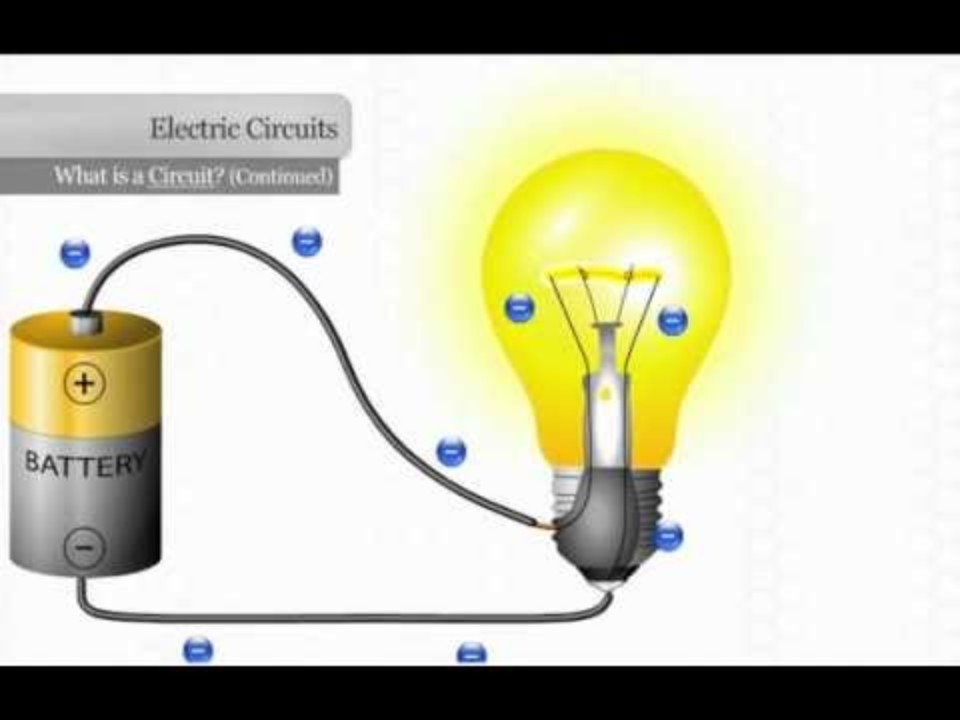 Electric Circuits
What is a Circuit? (Continued)
+
BATTERY
−